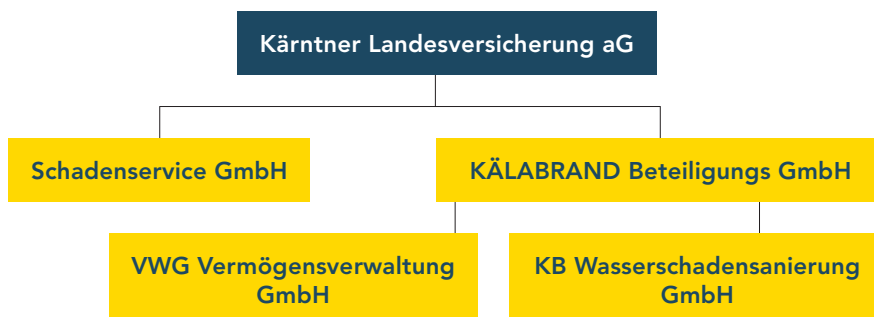 Kärntner Landesversicherung aG
Schadenservice GmbH
KÄLABRAND Beteiligungs GmbH
VWG Vermögensverwaltung
GmbH
KB Wasserschadensanierung
GmbH